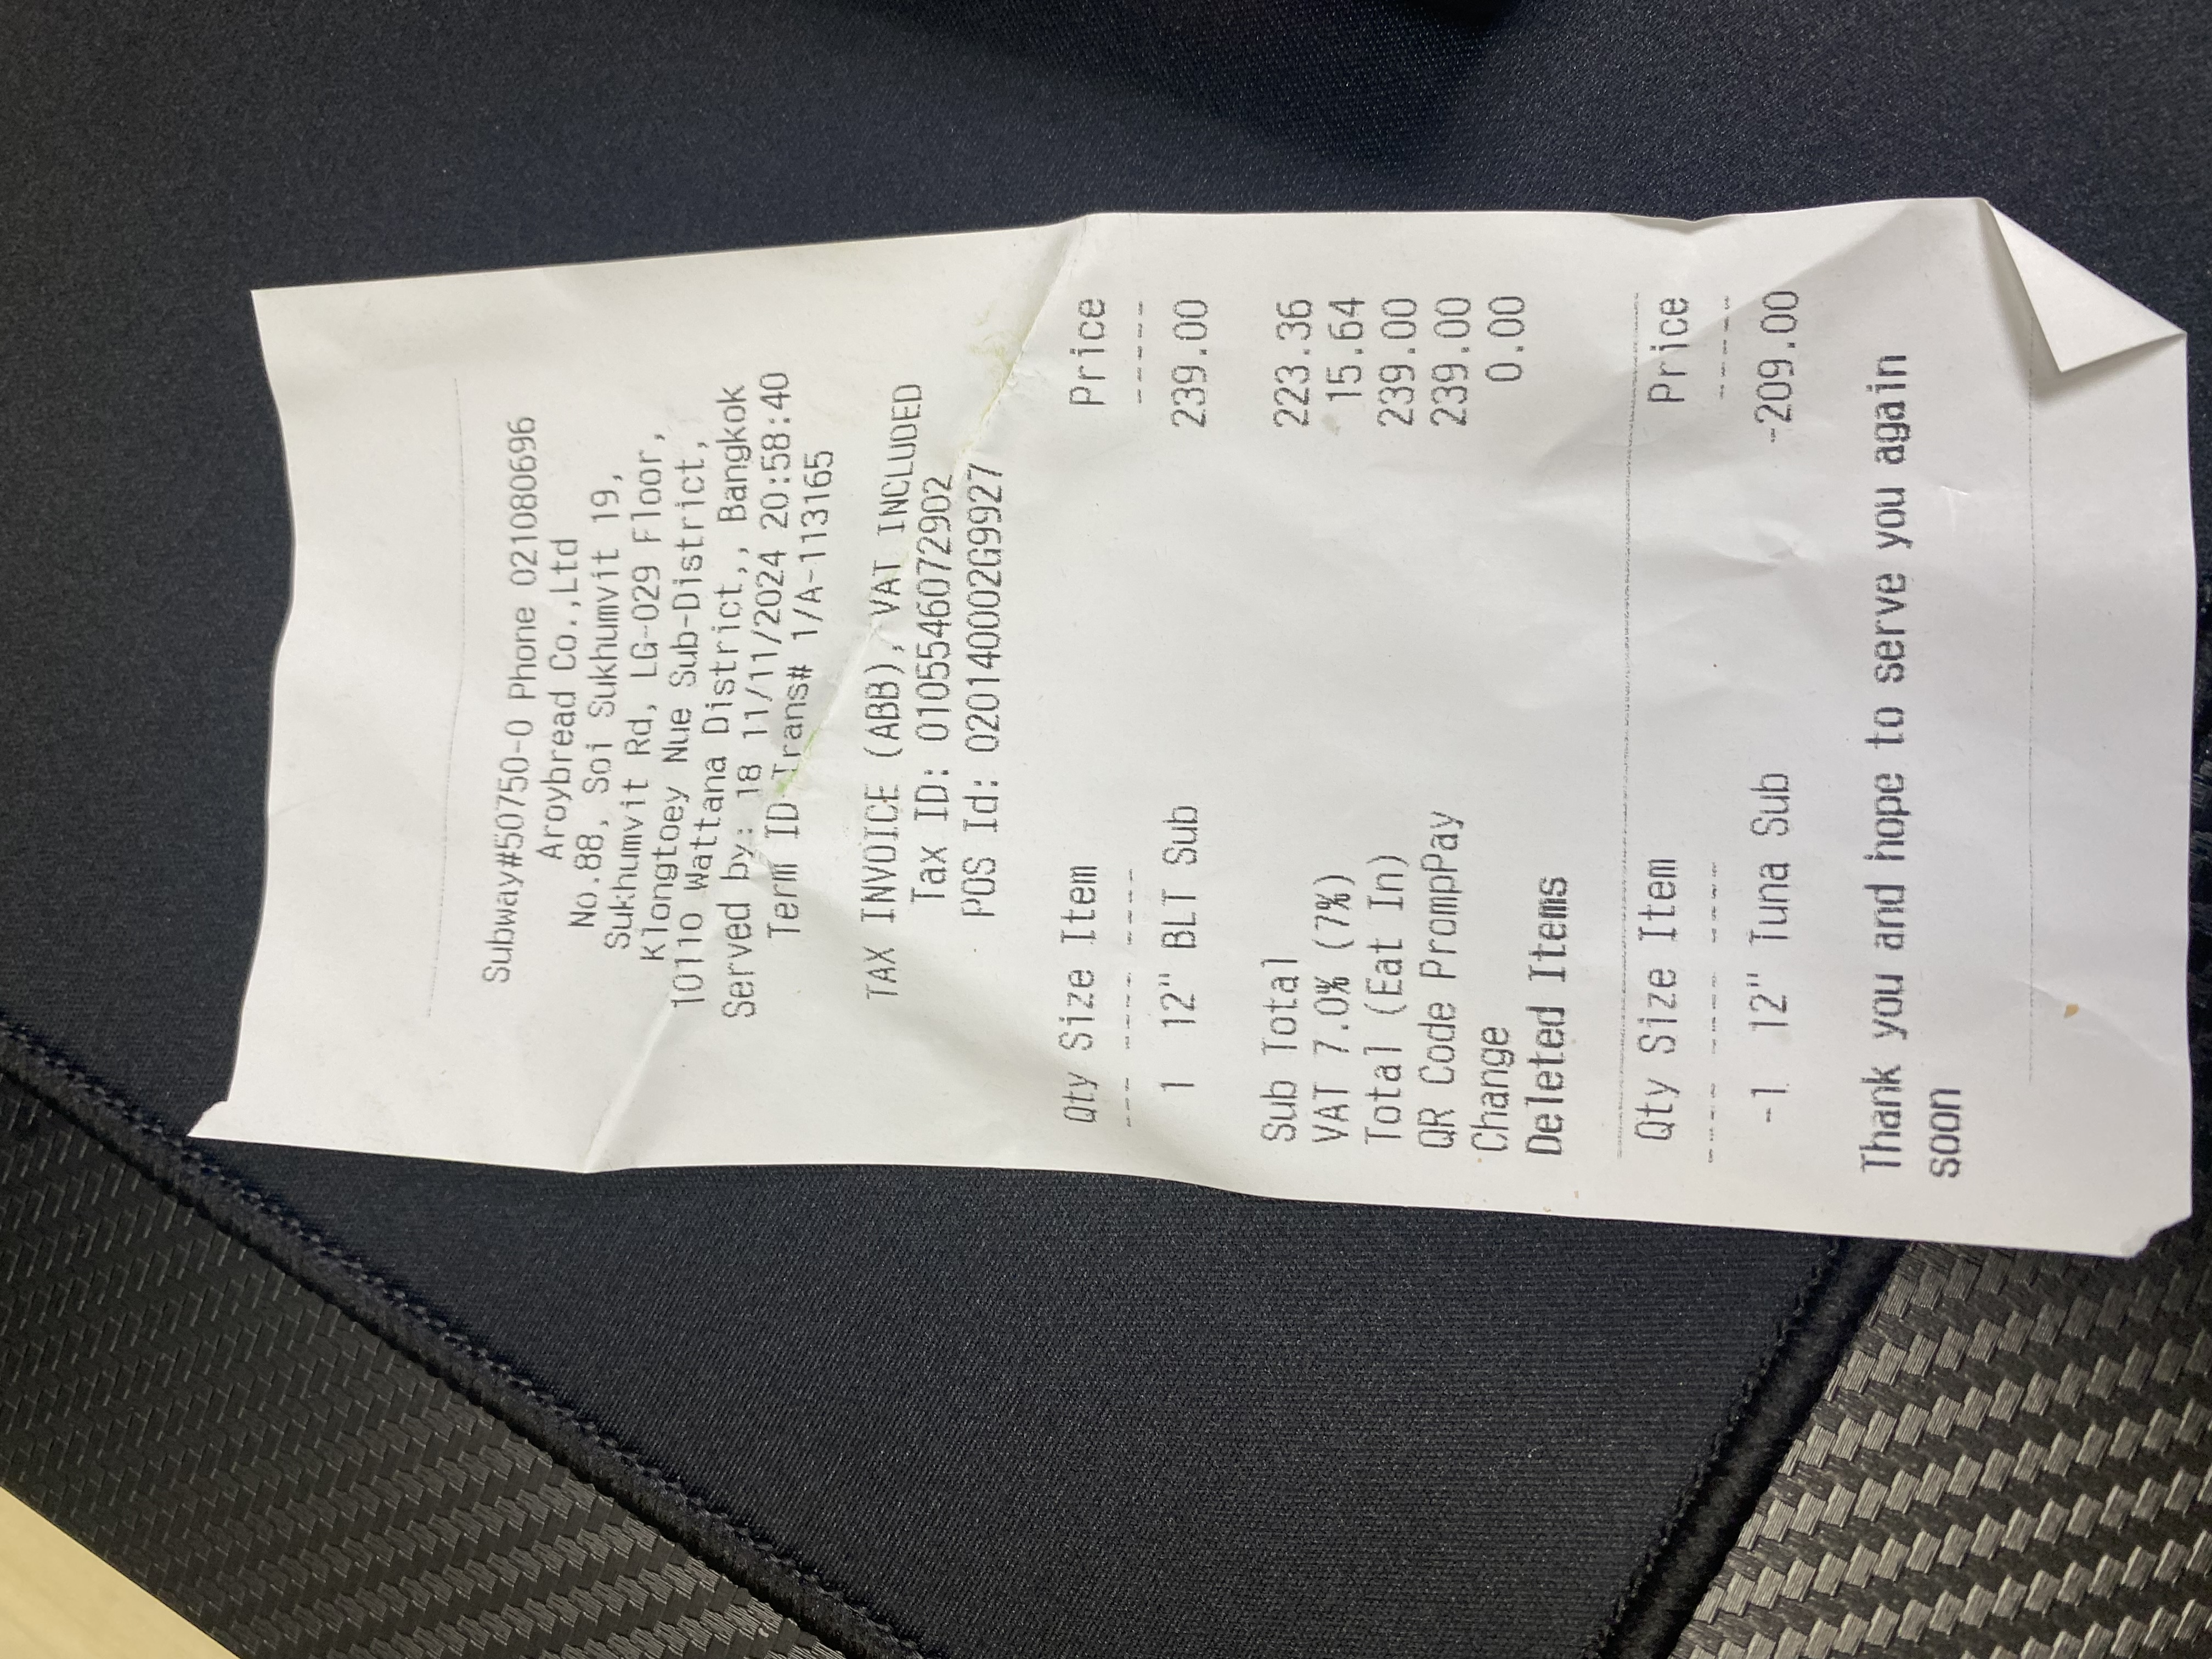 Subway#50750-0 Phone 021080696
Aroybread Co.,Ltd
No.88, Soi Sukhumvit 19,
Sukhumvit Rd, LG-029 Floor,
Klongtoey Nue Sub-District,
10110 Wattana District,, Bangkok
Served by: 18 11/11/2024 20:58:40
Term ID Trans# 1/A-113165
TAX INVOICE (ABB), VAT INCLUDED
Tax ID: 0105546072902
POS Id: 020140002G9927
Qty Size Item Price
--- ---- ---- -----
1 12" BLT Sub 239.00
Sub Total 223.36
VAT 7.0% (7%) 15.64
Total (Eat In) 239.00
QR Code PrompPay 239.00
Change 0.00
Deleted Items
Qty Size Item Price
---- ---- ---- -----
-1 12" Tuna Sub -209.00
Thank you and hope to serve you again
soon